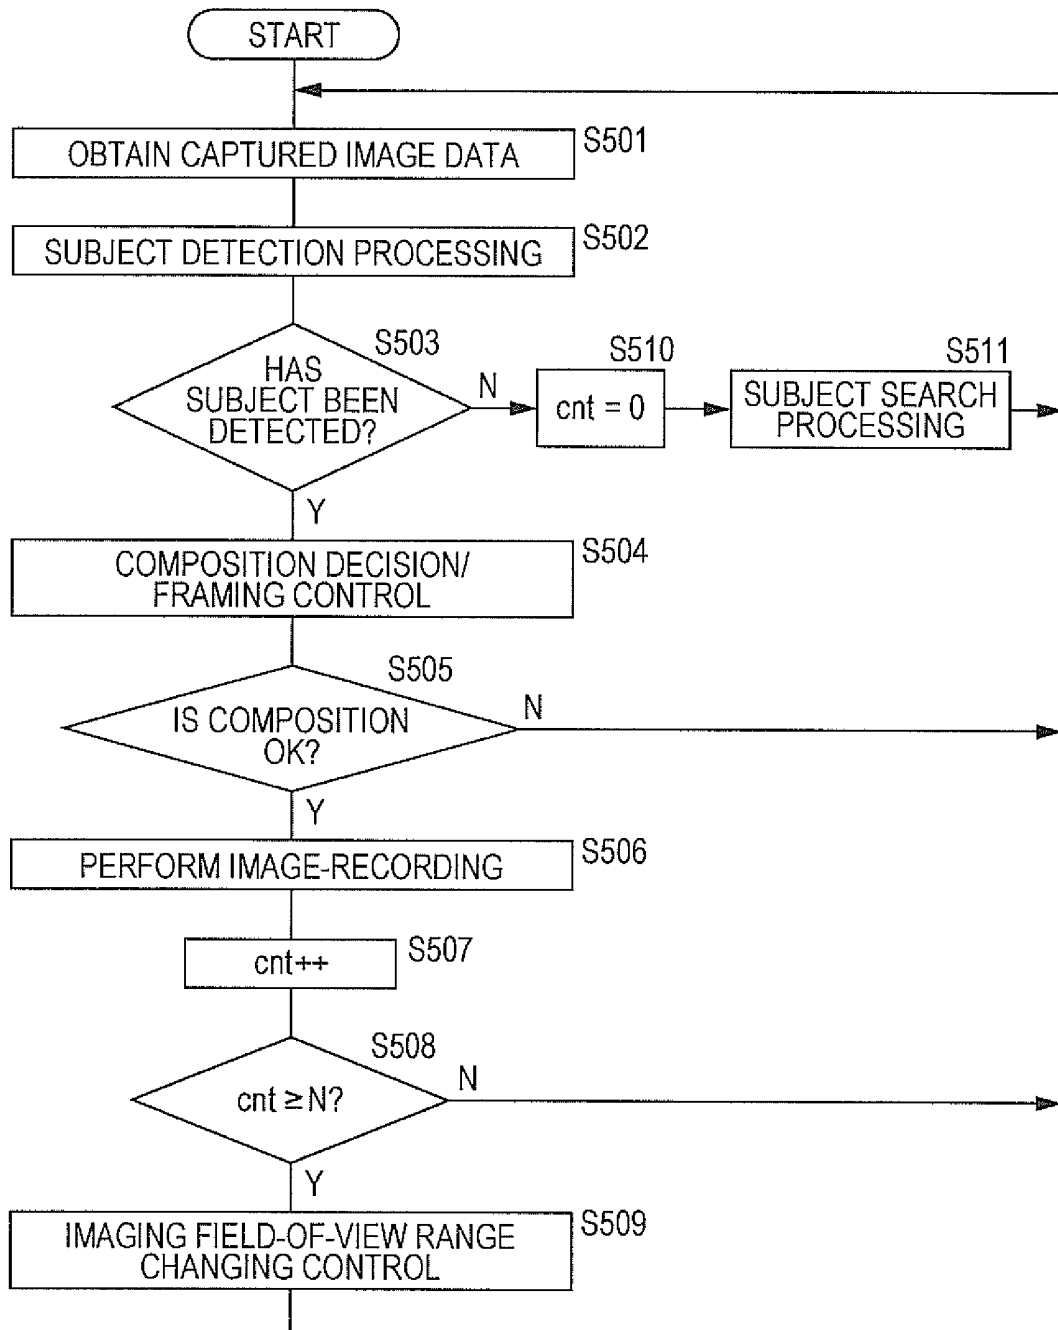 START
OBTAIN CAPTURED IMAGE DATA
S501
SUBJECT DETECTION PROCESSING
S502
HAS
SUBJECT BEEN
DETECTED?
S503
N
Y
cnt = 0
S510
SUBJECT SEARCH
PROCESSING
S511
COMPOSITION DECISION/
FRAMING CONTROL
S504
IS COMPOSITION
OK?
S505
N
Y
PERFORM IMAGE-RECORDING
S506
cnt++
S507
cnt ≥ N?
S508
N
Y
IMAGING FIELD-OF-VIEW RANGE
CHANGING CONTROL
S509